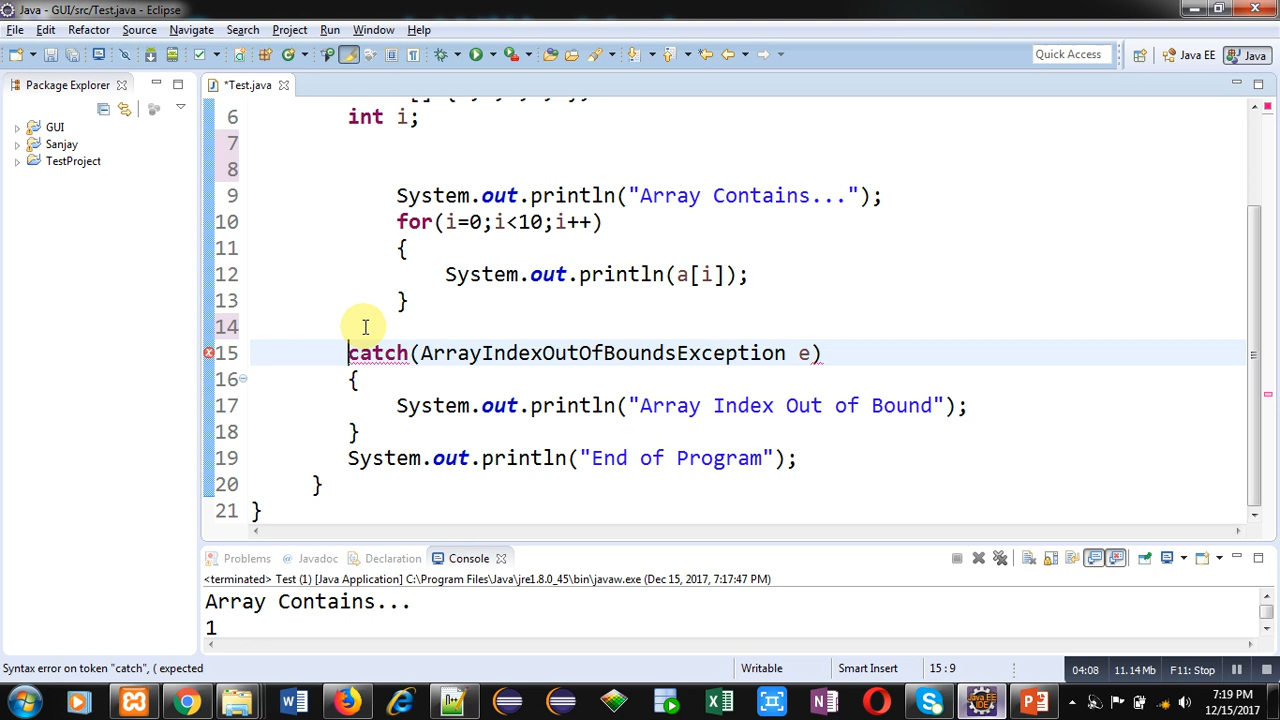 Java - GUI/src/Test.java - Eclipse
File Edit Refactor Source Navigate Search Project Run Window Help
Quick Access Java EE Java
Package Explorer
*Test.java
GUI
Sanjay
TestProject
6 int i;
7
8
9 System.out.println("Array Contains...");
10 for(i=0;i<10;i++)
11 {
12 System.out.println(a[i]);
13 }
14
15 catch(ArrayIndexOutOfBoundsException e)
16 {
17 System.out.println("Array Index Out of Bound");
18 }
19 System.out.println("End of Program");
20 }
21 }
Problems Javadoc Declaration Console
<terminated> Test (1) [Java Application] C:\Program Files\Java\jre1.8.0_45\bin\javaw.exe (Dec 15, 2017, 7:17:47 PM)
Array Contains...
1
Syntax error on token "catch", ( expected Writable Smart Insert 15 : 9 04:08 11.14 Mb F11: Stop
7:19 PM
12/15/2017